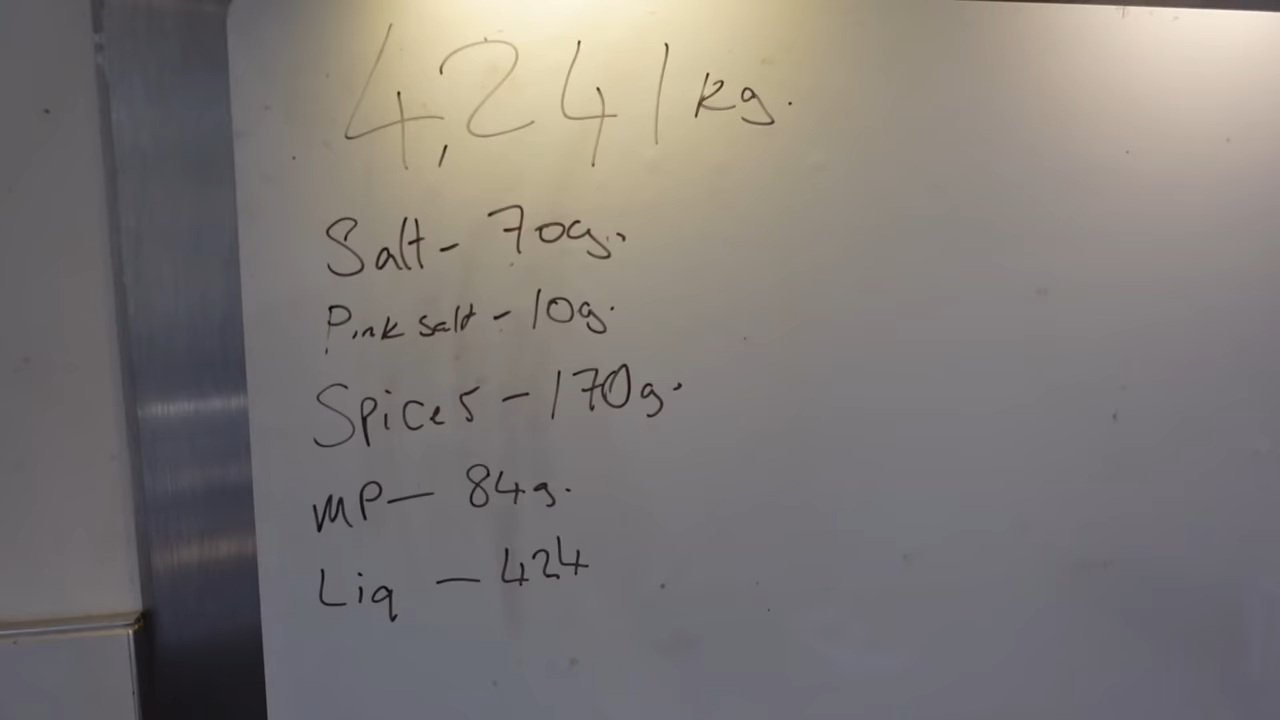 4,241 kg.
Salt - 70g.
Pink salt - 10g.
Spices - 170g.
MP - 84g.
Liq - 424